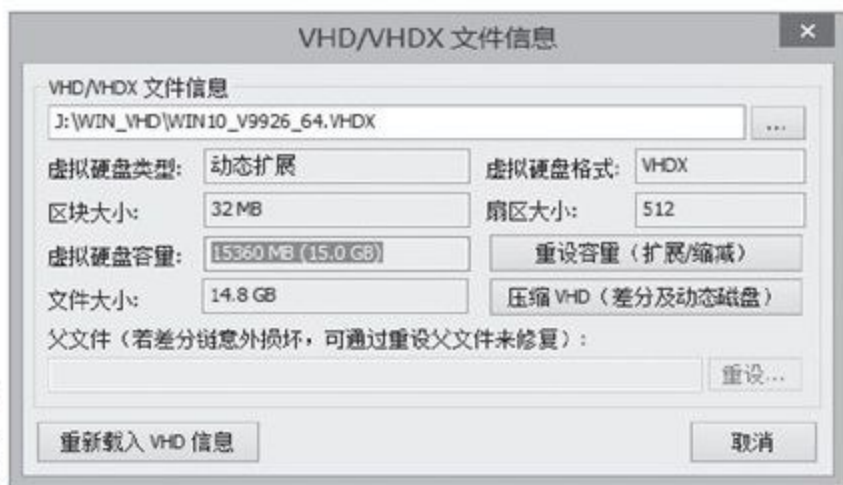 VHD/VHDX 文件信息
VHD/VHDX 文件信息
J:\WIN_VHD\WIN10_V9926_64.VHDX
...
虚拟硬盘类型: 动态扩展 虚拟硬盘格式: VHDX
区块大小: 32 MB 扇区大小: 512
虚拟硬盘容量: 15360 MB (15.0 GB) 重设容量（扩展/缩减）
文件大小: 14.8 GB 压缩 VHD（差分及动态磁盘）
父文件（若差分链意外损坏，可通过重设父文件来修复）:
重设...
重新载入 VHD 信息 取消